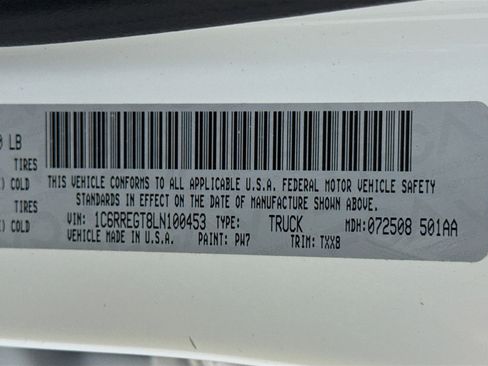 0 LB
TIRES
) COLD
TIRES
) COLD
THIS VEHICLE CONFORMS TO ALL APPLICABLE U.S.A. FEDERAL MOTOR VEHICLE SAFETY
STANDARDS IN EFFECT ON THE DATE OF MANUFACTURE SHOWN ABOVE.
VIN: 1C6RREGT8LN100453 TYPE: TRUCK MDH:072508 501AA
VEHICLE MADE IN U.S.A. PAINT: PW7 TRIM: TXX8